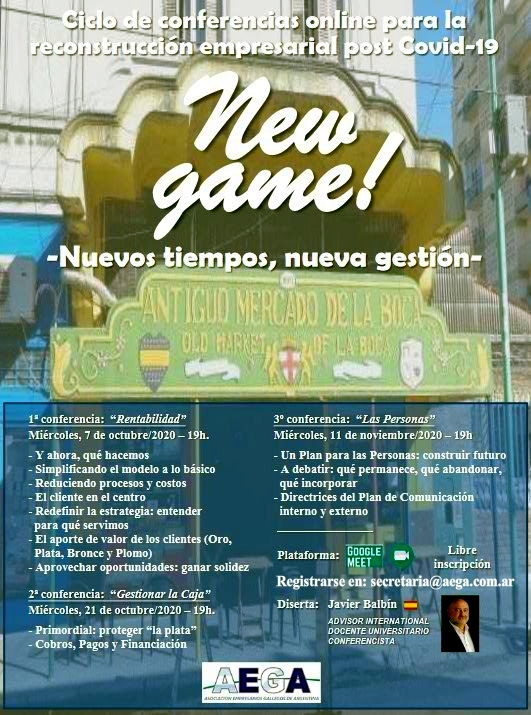 Ciclo de conferencias online para la
reconstrucción empresarial post Covid-19
New
game!
-Nuevos tiempos, nueva gestión-
ANTIGUO MERCADO DE LA BOCA
OLD MARKET OF LA BOCA
1ª conferencia: “Rentabilidad”
Miércoles, 7 de octubre/2020 – 19h.
- Y ahora, qué hacemos
- Simplificando el modelo a lo básico
- Reduciendo procesos y costos
- El cliente en el centro
- Redefinir la estrategia: entender
para qué servimos
- El aporte de valor de los clientes (Oro,
Plata, Bronce y Plomo)
- Aprovechar oportunidades: ganar solidez
2ª conferencia: “Gestionar la Caja”
Miércoles, 21 de octubre/2020 – 19h.
- Primordial: proteger “la plata”
- Cobros, Pagos y Financiación
3º conferencia: “Las Personas”
Miércoles, 11 de noviembre/2020 – 19h
- Un Plan para las Personas: construir futuro
- A debatir: qué permanece, qué abandonar,
qué incorporar
- Directrices del Plan de Comunicación
interno y externo
Plataforma: GOOGLE MEET
Libre
inscripción
Registrarse en: secretaria@aega.com.ar
Diserta: Javier Balbín
ADVISOR INTERNATIONAL
DOCENTE UNIVERSITARIO
CONFERENCISTA
AEGA
ASOCIACION EMPRESARIOS GALLEGOS DE ARGENTINA